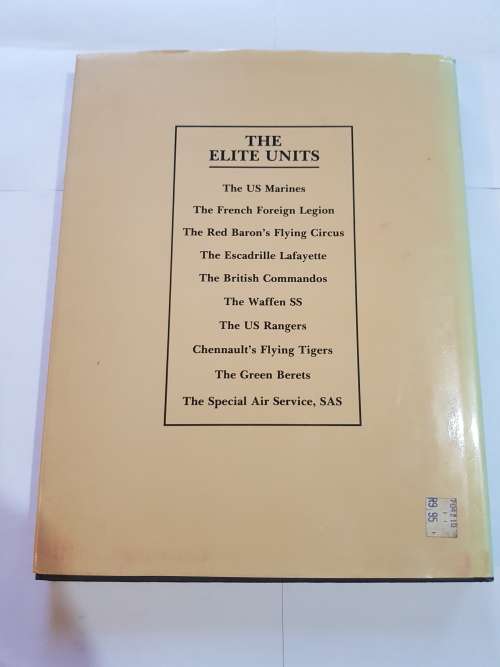 THE
ELITE UNITS
The US Marines
The French Foreign Legion
The Red Baron's Flying Circus
The Escadrille Lafayette
The British Commandos
The Waffen SS
The US Rangers
Chennault's Flying Tigers
The Green Berets
The Special Air Service, SAS
R9.95